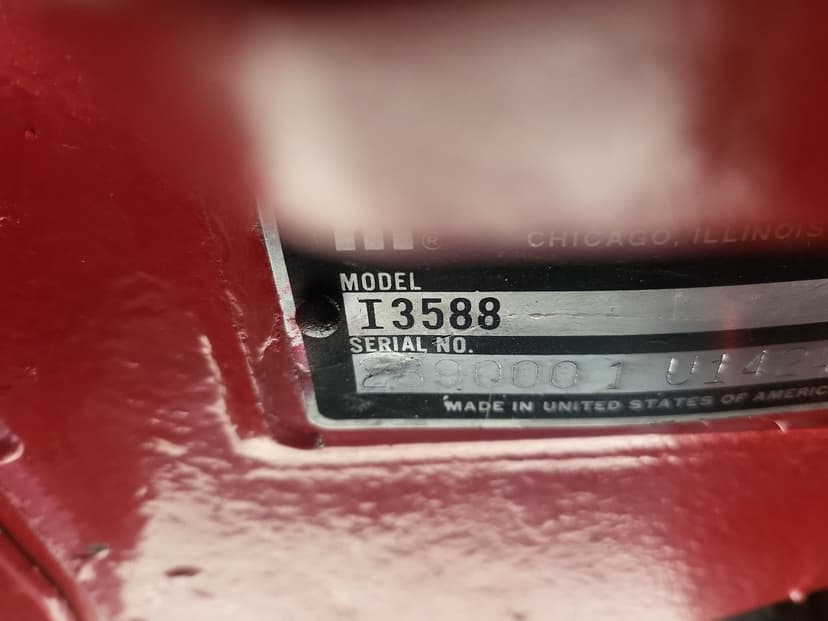 ®
CHICAGO, ILLINOIS
MODEL
I3588
SERIAL NO.
MADE IN UNITED STATES OF AMERICA